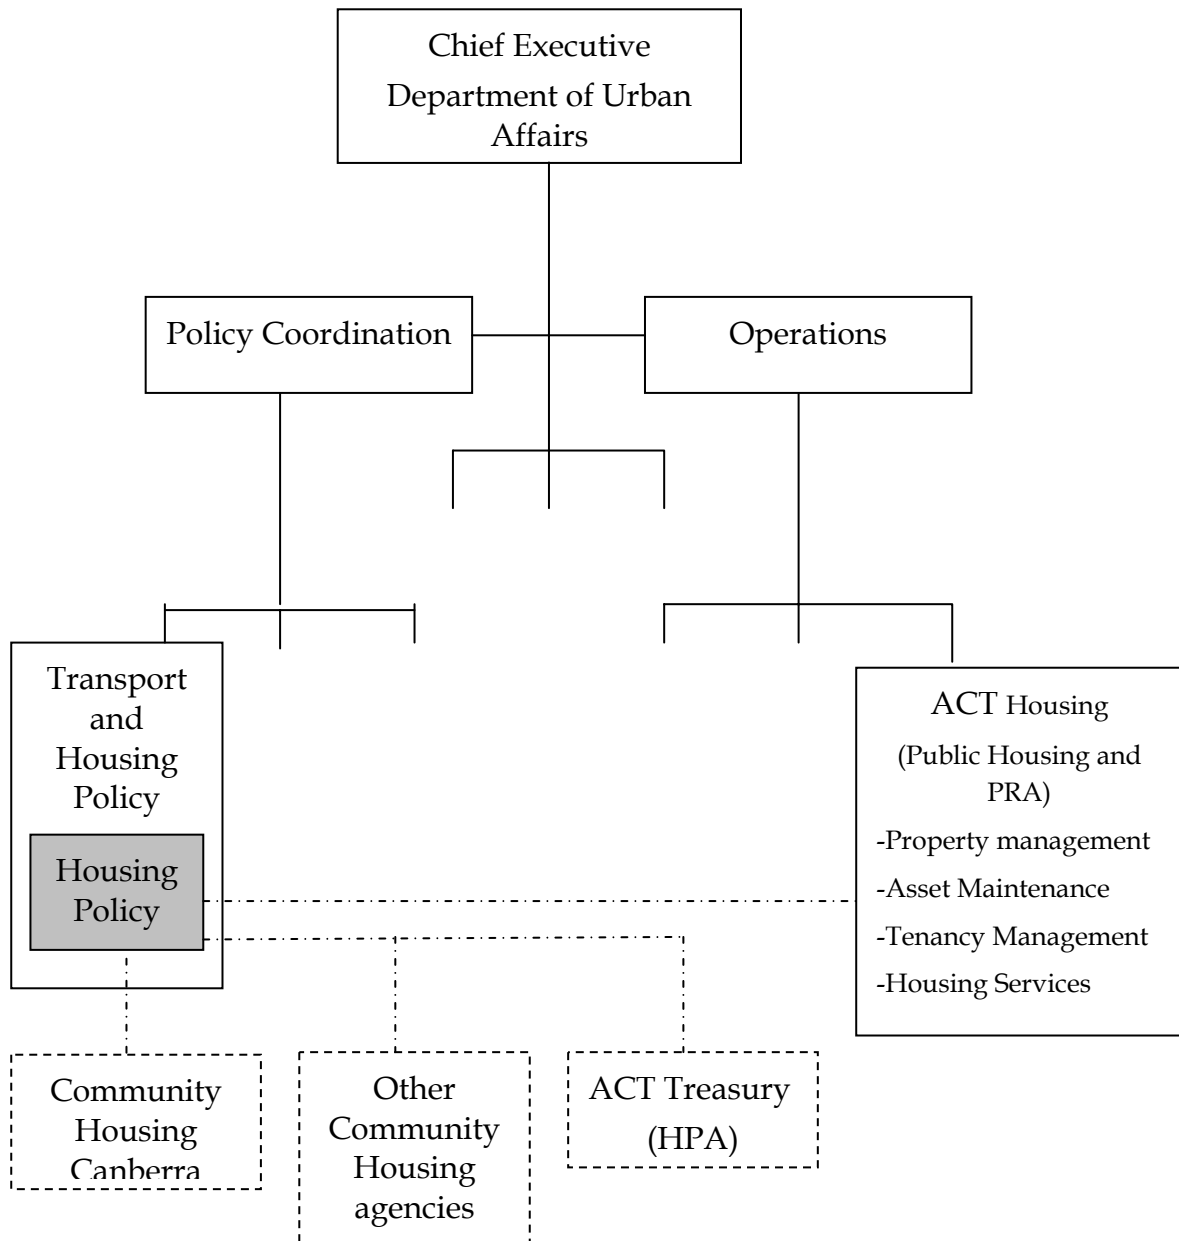 Chief Executive
Department of Urban
Affairs
Policy Coordination
Operations
Transport
and
Housing
Policy
Housing
Policy
ACT Housing
(Public Housing and
PRA)
-Property management
-Asset Maintenance
-Tenancy Management
-Housing Services
Community
Housing
Canberra
Other
Community
Housing
agencies
ACT Treasury
(HPA)